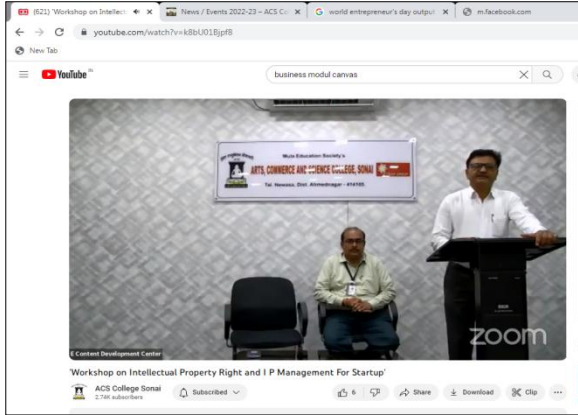 (621) 'Workshop on Intellect
News / Events 2022-23 – ACS Co
world entrepreneur's day output
m.facebook.com
youtube.com/watch?v=kBbU01Bjpf8
New Tab
YouTube IN
business modul canvas
Mula Education Society's
ARTS, COMMERCE AND SCIENCE COLLEGE, SONAI
Tal. Newasa, Dist. Ahmednagar - 414105.
zoom
E Content Development Center
'Workshop on Intellectual Property Right and I P Management For Startup'
ACS College Sonai
2.74K subscribers
Subscribed
6
Share
Download
Clip